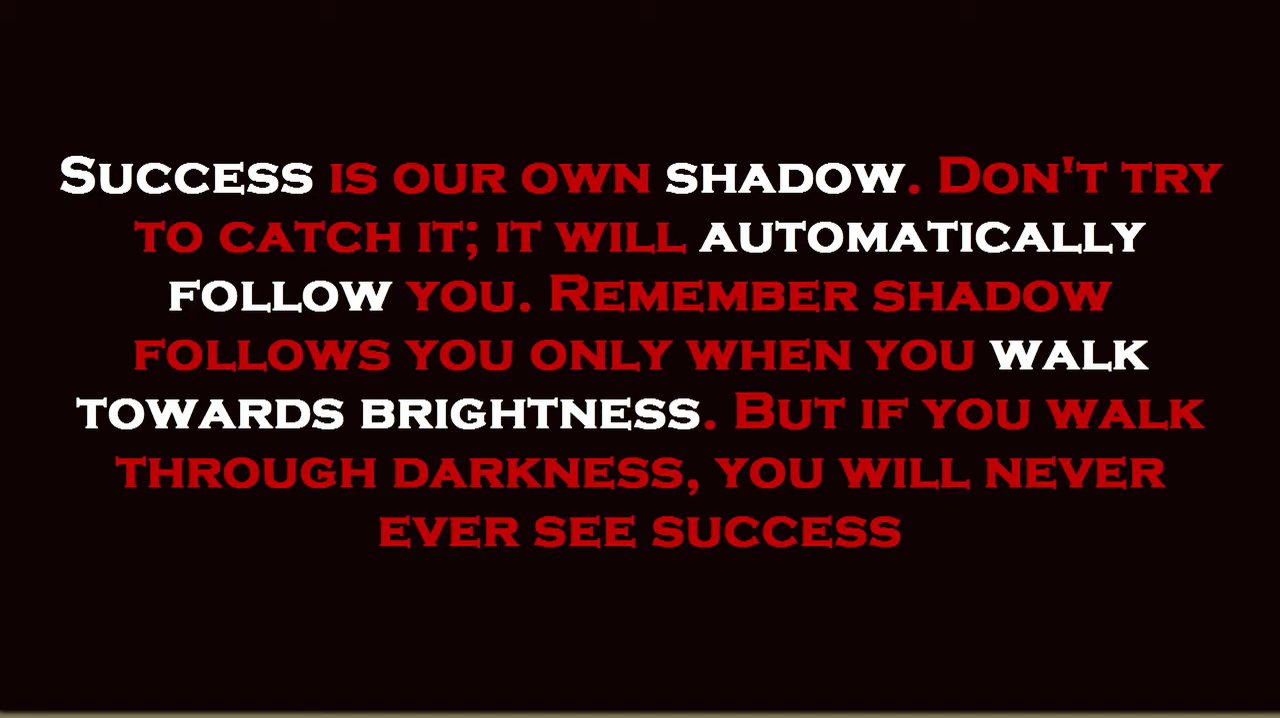 Success is our own shadow. Don't try
to catch it; it will automatically
follow you. Remember shadow
follows you only when you walk
towards brightness. But if you walk
through darkness, you will never
ever see success